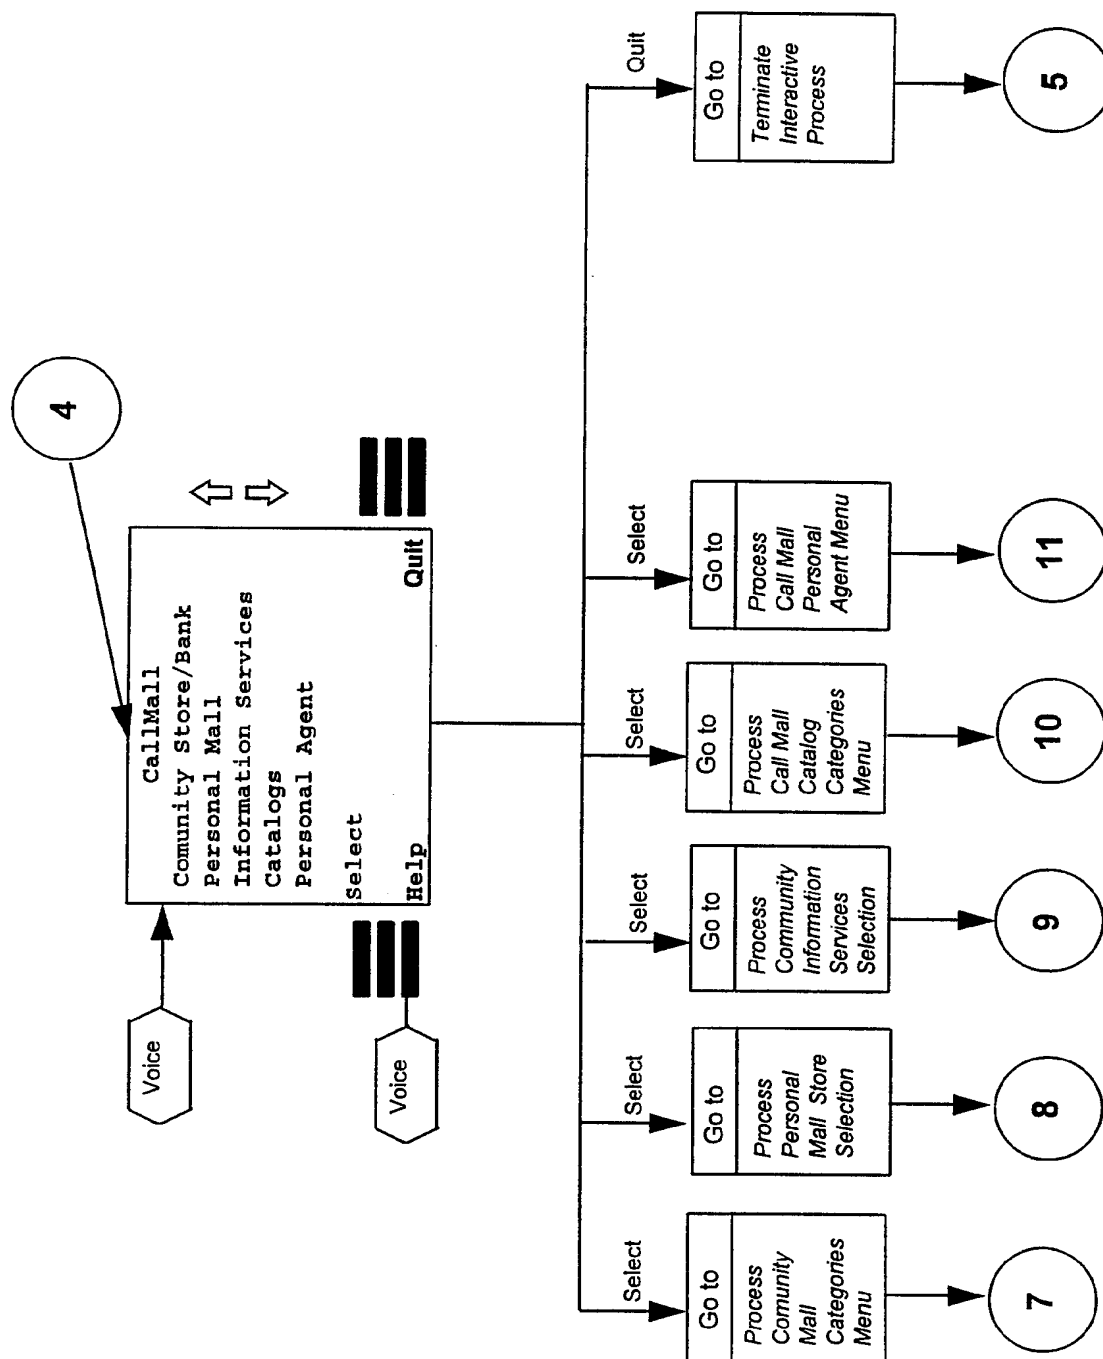 4
Voice
CallMall
Comunity Store/Bank
Personal Mall
Information Services
Catalogs
Personal Agent
Select
Help
Quit
Voice
Select
Select
Select
Select
Select
Quit
Go to
Process
Comunity
Mall
Categories
Menu
Go to
Process
Personal
Mall Store
Selection
Go to
Process
Community
Information
Services
Selection
Go to
Process
Call Mall
Catalog
Categories
Menu
Go to
Process
Call Mall
Personal
Agent Menu
Go to
Terminate
Interactive
Process
7
8
9
10
11
5